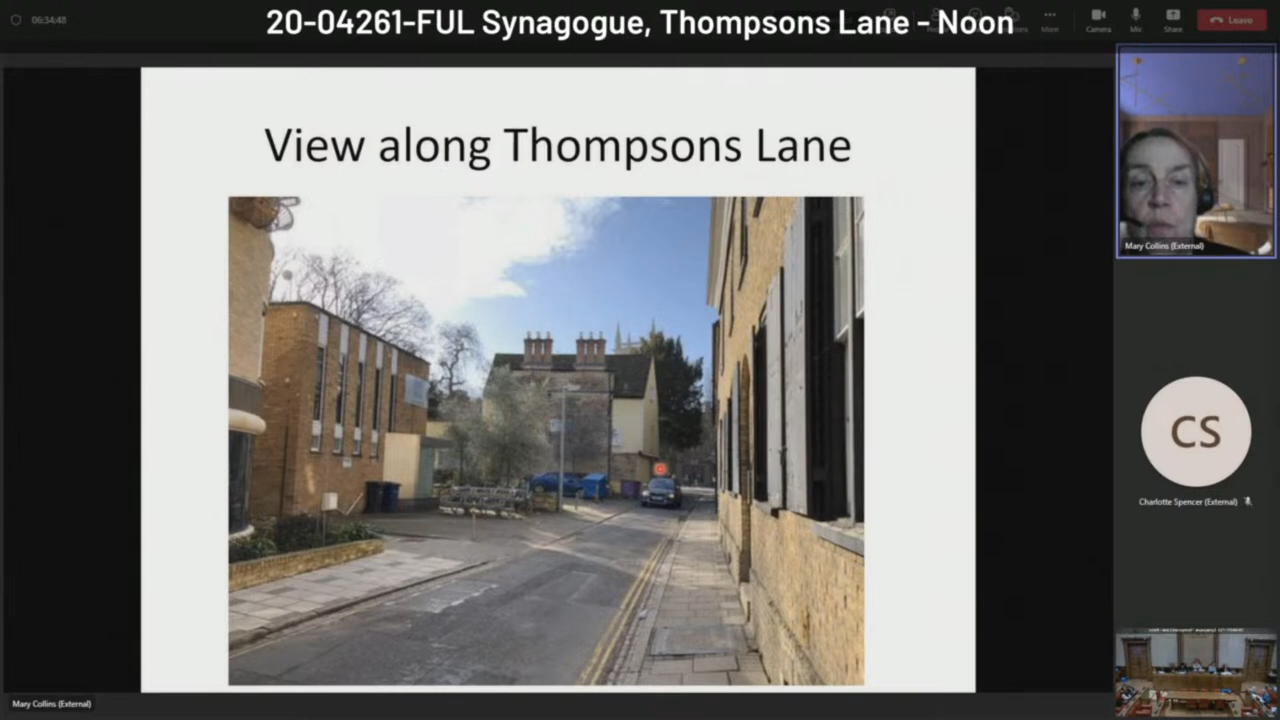 20-04261-FUL Synagogue, Thompsons Lane - Noon
06:34:48
More
Camera
Mic
Share
Leave
View along Thompsons Lane
Mary Collins (External)
CS
Charlotte Spencer (External)
Mary Collins (External)